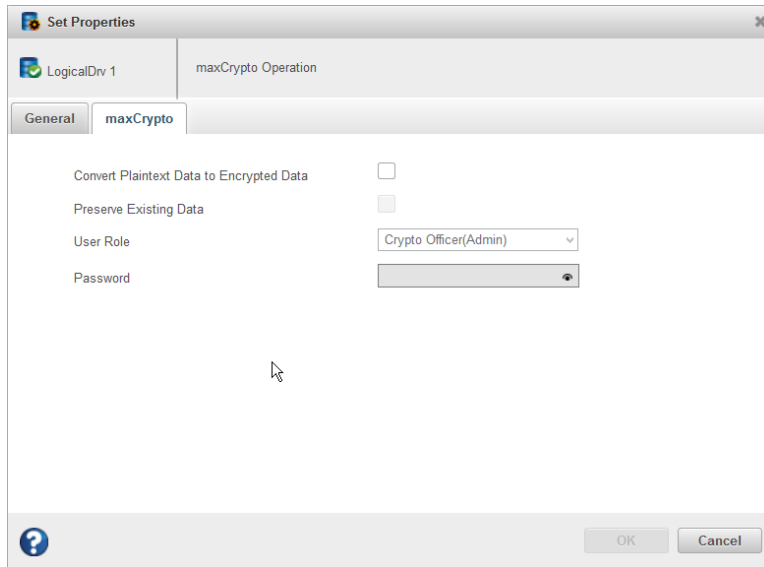 Set Properties
LogicalDrv 1
maxCrypto Operation
General maxCrypto
Convert Plaintext Data to Encrypted Data
Preserve Existing Data
User Role Crypto Officer(Admin)
Password
OK Cancel